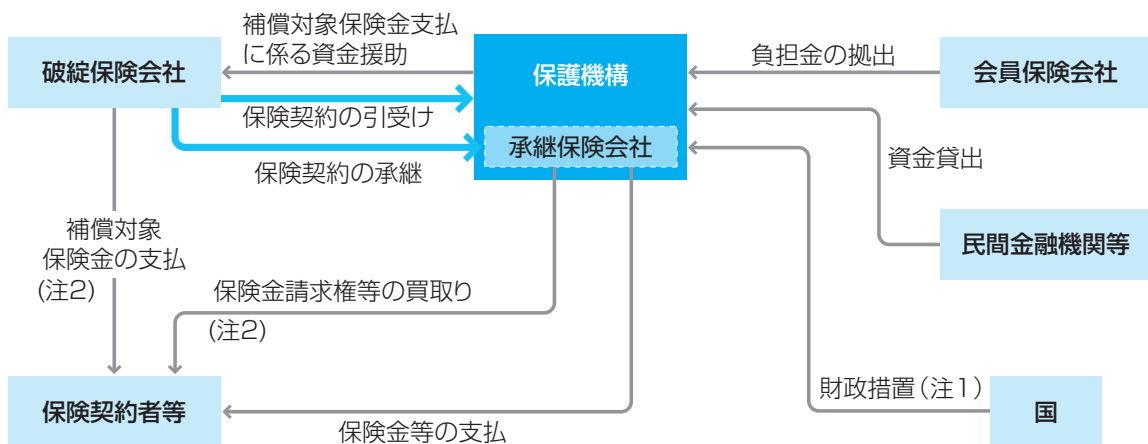 補償対象保険金支払
に係る資金援助
破綻保険会社
保護機構
負担金の拠出
会員保険会社
保険契約の引受け
承継保険会社
保険契約の承継
資金貸出
民間金融機関等
補償対象
保険金の支払
(注2)
保険金請求権等の買取り
(注2)
保険契約者等
保険金等の支払
財政措置(注1)
国